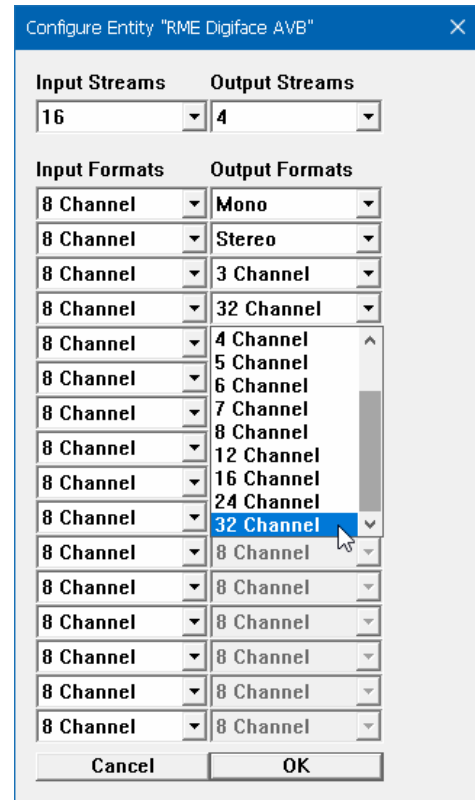 Configure Entity "RME Digiface AVB"
Input Streams Output Streams
16 4
Input Formats Output Formats
8 Channel Mono
8 Channel Stereo
8 Channel 3 Channel
8 Channel 32 Channel
8 Channel 4 Channel
5 Channel
8 Channel 6 Channel
8 Channel 7 Channel
8 Channel
8 Channel 12 Channel
8 Channel 16 Channel
24 Channel
8 Channel 32 Channel
8 Channel 8 Channel
8 Channel 8 Channel
8 Channel 8 Channel
8 Channel 8 Channel
8 Channel 8 Channel
8 Channel 8 Channel
Cancel OK